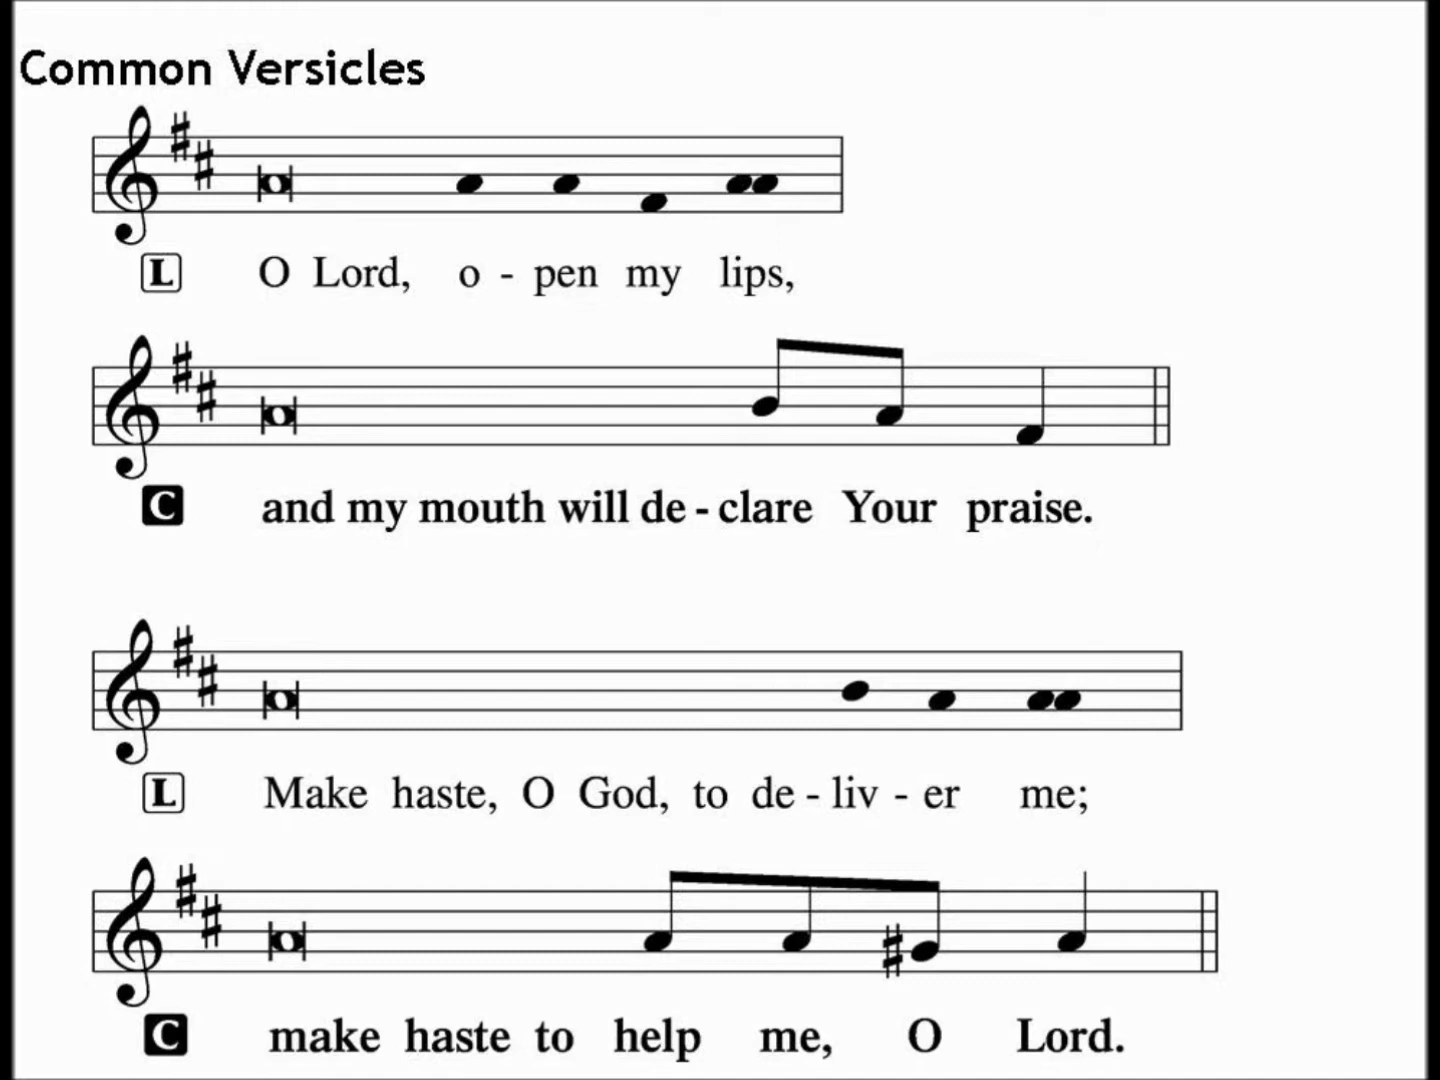 Common Versicles
L O Lord, o - pen my lips,
C and my mouth will de - clare Your praise.
L Make haste, O God, to de - liv - er me;
C make haste to help me, O Lord.